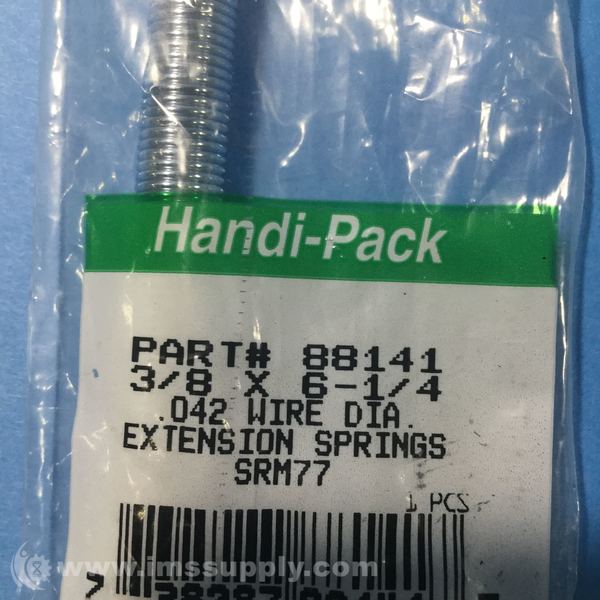 Handi-Pack
PART# 88141
3/8 X 6-1/4
.042 WIRE DIA.
EXTENSION SPRINGS
SRM77
1 PCS
www.imssupply.com
7